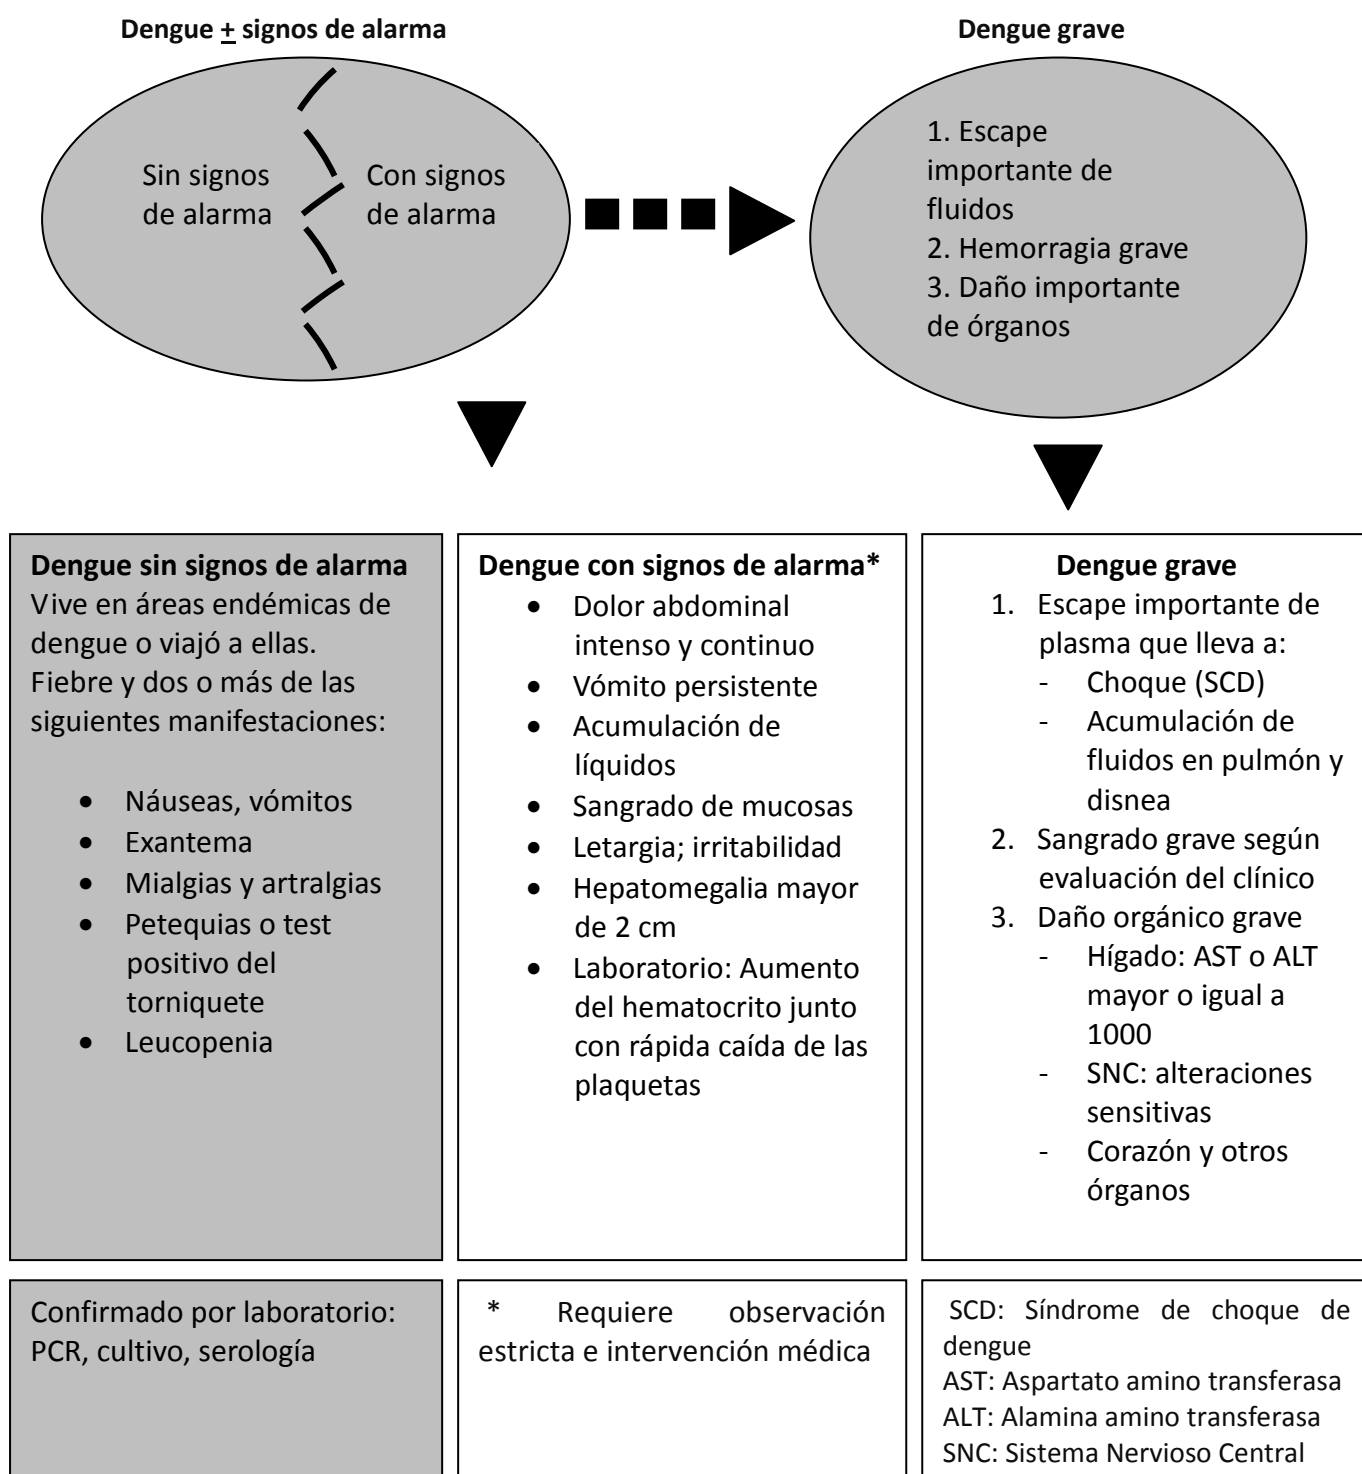 Dengue + signos de alarma
Dengue grave
Sin signos
de alarma
Con signos
de alarma
1. Escape
importante de
fluidos
2. Hemorragia grave
3. Daño importante
de órganos
Dengue sin signos de alarma
Vive en áreas endémicas de
dengue o viajó a ellas.
Fiebre y dos o más de las
siguientes manifestaciones:
• Náuseas, vómitos
• Exantema
• Mialgias y artralgias
• Petequias o test
positivo del
torniquete
• Leucopenia
Dengue con signos de alarma*
• Dolor abdominal
intenso y continuo
• Vómito persistente
• Acumulación de
líquidos
• Sangrado de mucosas
• Letargia; irritabilidad
• Hepatomegalia mayor
de 2 cm
• Laboratorio: Aumento
del hematocrito junto
con rápida caída de las
plaquetas
Dengue grave
1. Escape importante de
plasma que lleva a:
- Choque (SCD)
- Acumulación de
fluidos en pulmón y
disnea
2. Sangrado grave según
evaluación del clínico
3. Daño orgánico grave
- Hígado: AST o ALT
mayor o igual a
1000
- SNC: alteraciones
sensitivas
- Corazón y otros
órganos
Confirmado por laboratorio:
PCR, cultivo, serología
* Requiere observación
estricta e intervención médica
SCD: Síndrome de choque de
dengue
AST: Aspartato amino transferasa
ALT: Alamina amino transferasa
SNC: Sistema Nervioso Central